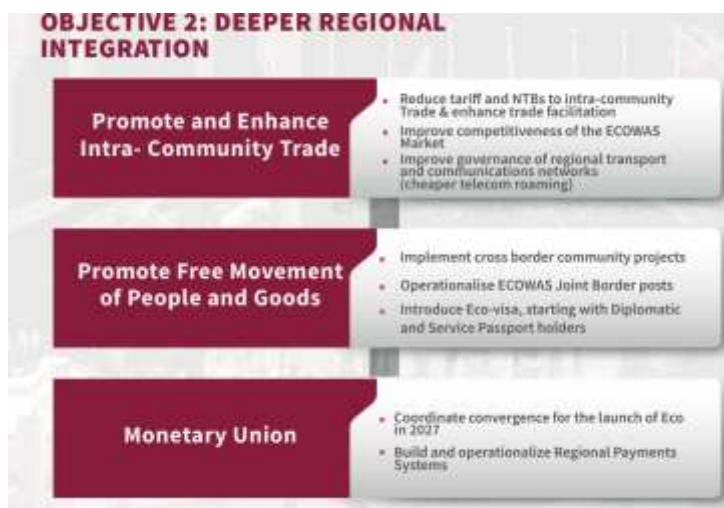 OBJECTIVE 2: DEEPER REGIONAL
INTEGRATION
Promote and Enhance
Intra- Community Trade
• Reduce tariff and NTBs to intra-community
Trade & enhance trade facilitation
• Improve competitiveness of the ECOWAS
Market
• Improve governance of regional transport
and communications networks
(cheaper telecom roaming)
Promote Free Movement
of People and Goods
• Implement cross border community projects
• Operationalise ECOWAS Joint Border posts
• Introduce Eco-visa, starting with Diplomatic
and Service Passport holders
Monetary Union
• Coordinate convergence for the launch of Eco
in 2027
• Build and operationalize Regional Payments
Systems